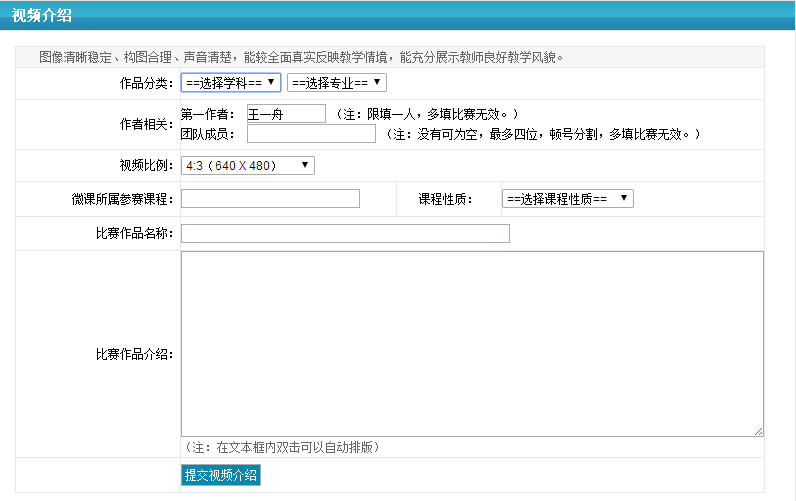 视频介绍
图像清晰稳定、构图合理、声音清楚，能较全面真实反映教学情境，能充分展示教师良好教学风貌。
作品分类： ==选择学科== ==选择专业==
作者相关： 第一作者： 王一舟 （注：限填一人，多填比赛无效。）
团队成员： （注：没有可为空，最多四位，顿号分割，多填比赛无效。）
视频比例： 4:3（640 X 480）
微课所属参赛课程： 课程性质： ==选择课程性质==
比赛作品名称：
比赛作品介绍：
（注：在文本框内双击可以自动排版）
提交视频介绍